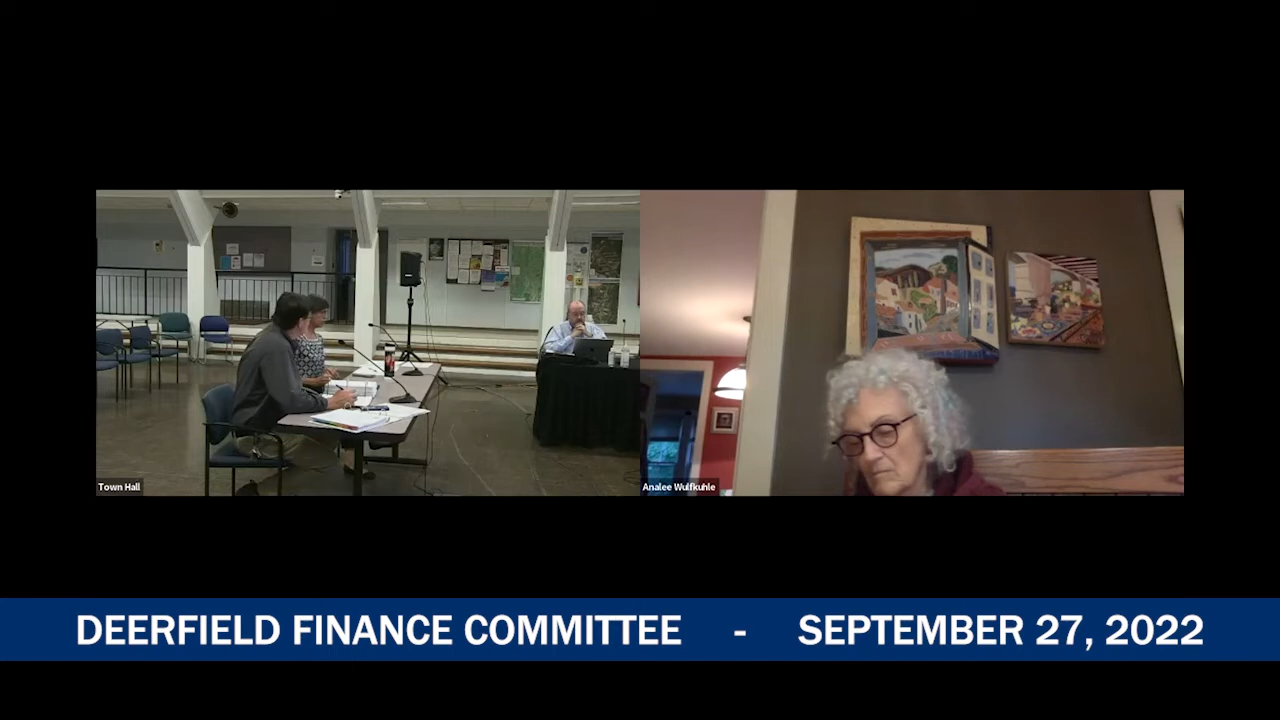 Town Hall
Analee Wulfkuhle
DEERFIELD FINANCE COMMITTEE - SEPTEMBER 27, 2022